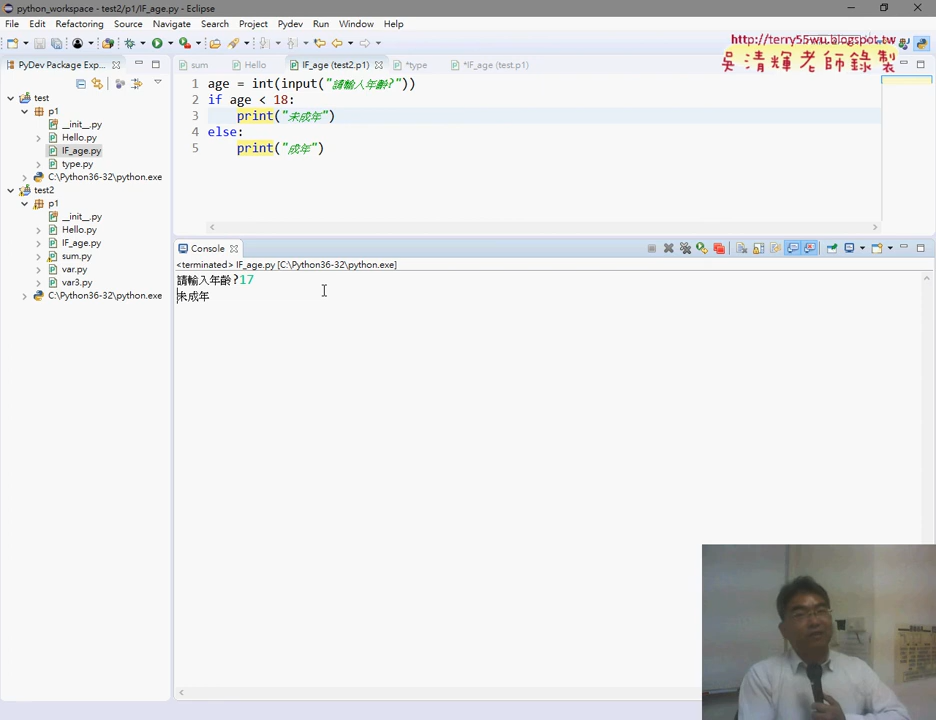 python_workspace - test2/p1/IF_age.py - Eclipse
File Edit Refactoring Source Navigate Search Project Pydev Run Window Help
http://terry55wu.blogspot.tw
吳清輝老師錄製
PyDev Package Exp...
sum Hello IF_age (test2.p1) *type *IF_age (test.p1)
test
p1
__init__.py
Hello.py
IF_age.py
type.py
C:\Python36-32\python.exe
test2
p1
__init__.py
Hello.py
IF_age.py
sum.py
var.py
var3.py
C:\Python36-32\python.exe
1 age = int(input("請輸入年齡?"))
2 if age < 18:
3 print("未成年")
4 else:
5 print("成年")
Console
<terminated> IF_age.py [C:\Python36-32\python.exe]
請輸入年齡?17
未成年